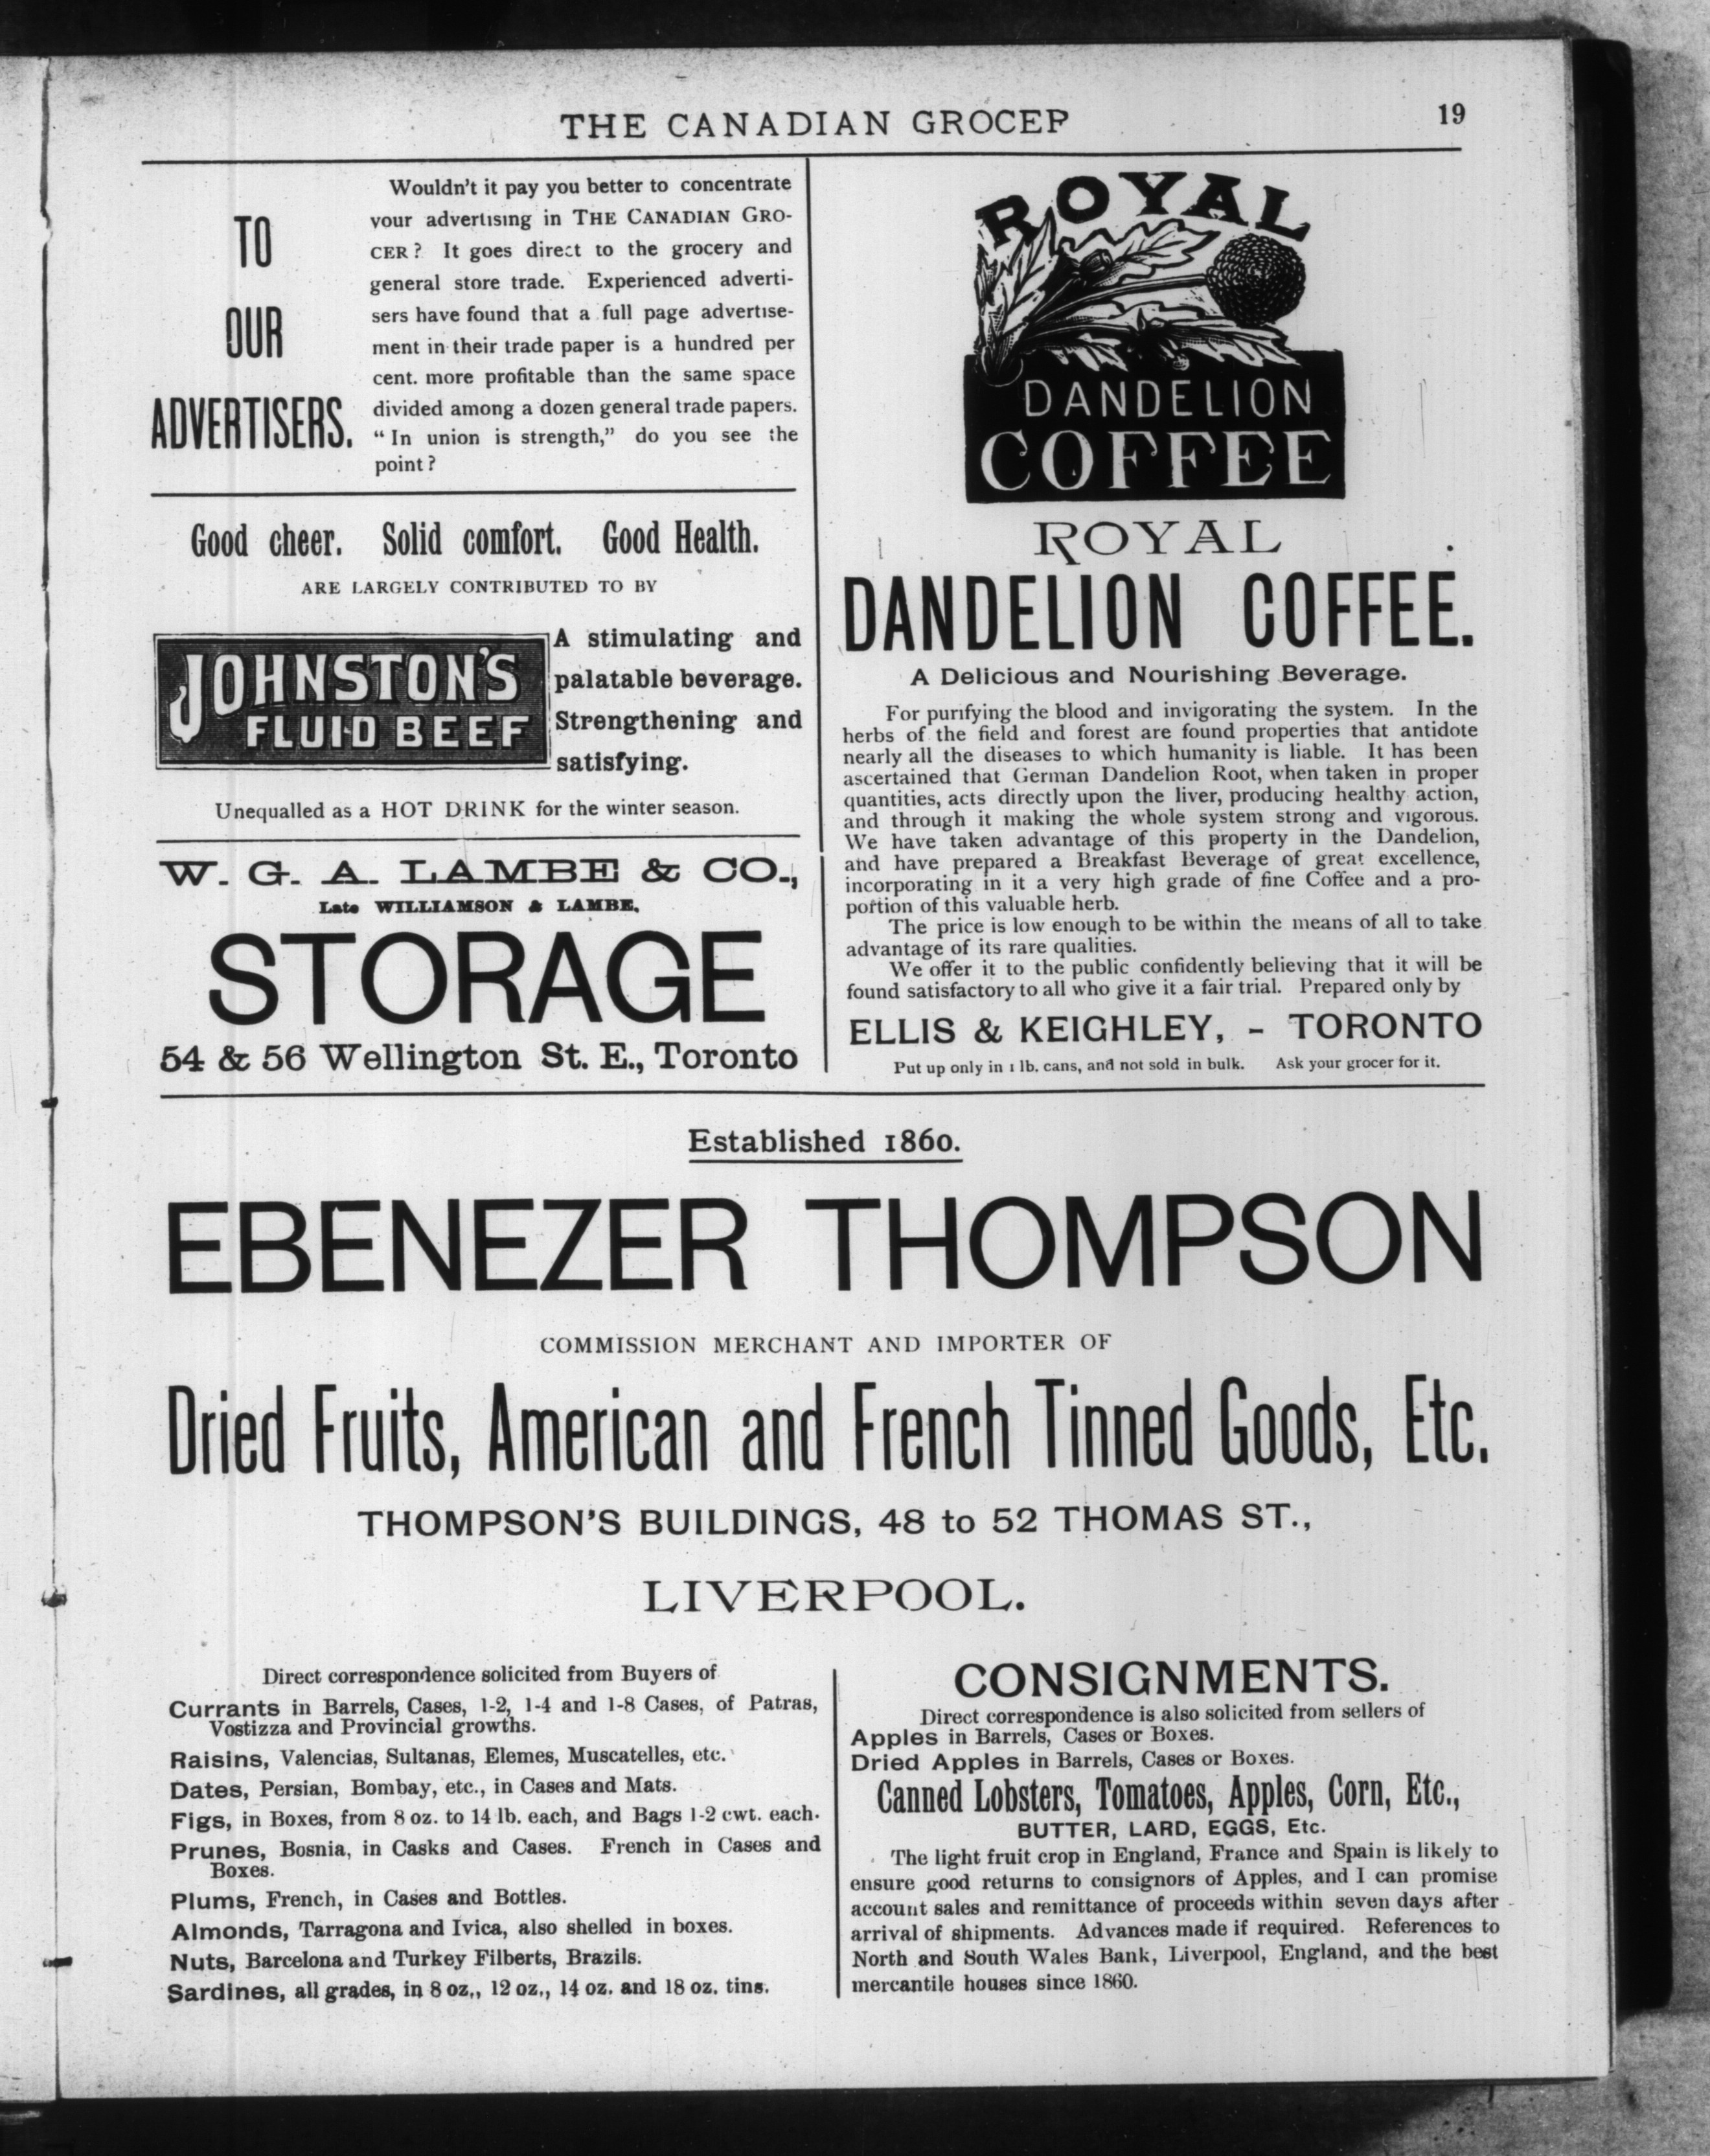 THE CANADIAN GROCER
19
TO
OUR
ADVERTISERS.
Wouldn't it pay you better to concentrate
your advertising in THE CANADIAN GRO-
CER? It goes direct to the grocery and
general store trade. Experienced adverti-
sers have found that a full page advertise-
ment in their trade paper is a hundred per
cent. more profitable than the same space
divided among a dozen general trade papers.
"In union is strength," do you see the
point?
Good cheer. Solid comfort. Good Health.
ARE LARGELY CONTRIBUTED TO BY
JOHNSTON'S
FLUID BEEF
A stimulating and
palatable beverage.
Strengthening and
satisfying.
Unequalled as a HOT DRINK for the winter season.
W. G. A. LAMBE & CO.,
Late WILLIAMSON & LAMBE,
STORAGE
54 & 56 Wellington St. E., Toronto
ROYAL
DANDELION
COFFEE
ROYAL
DANDELION COFFEE.
A Delicious and Nourishing Beverage.
For purifying the blood and invigorating the system. In the
herbs of the field and forest are found properties that antidote
nearly all the diseases to which humanity is liable. It has been
ascertained that German Dandelion Root, when taken in proper
quantities, acts directly upon the liver, producing healthy action,
and through it making the whole system strong and vigorous.
We have taken advantage of this property in the Dandelion,
and have prepared a Breakfast Beverage of great excellence,
incorporating in it a very high grade of fine Coffee and a pro-
portion of this valuable herb.
The price is low enough to be within the means of all to take
advantage of its rare qualities.
We offer it to the public confidently believing that it will be
found satisfactory to all who give it a fair trial. Prepared only by
ELLIS & KEIGHLEY, - TORONTO
Put up only in 1 lb. cans, and not sold in bulk. Ask your grocer for it.
Established 1860.
EBENEZER THOMPSON
COMMISSION MERCHANT AND IMPORTER OF
Dried Fruits, American and French Tinned Goods, Etc.
THOMPSON'S BUILDINGS, 48 to 52 THOMAS ST.,
LIVERPOOL.
Direct correspondence solicited from Buyers of
Currants in Barrels, Cases, 1-2, 1-4 and 1-8 Cases, of Patras,
Vostizza and Provincial growths.
Raisins, Valencias, Sultanas, Elemes, Muscatelles, etc.
Dates, Persian, Bombay, etc., in Cases and Mats.
Figs, in Boxes, from 8 oz. to 14 lb. each, and Bags 1-2 cwt. each.
Prunes, Bosnia, in Casks and Cases. French in Cases and
Boxes.
Plums, French, in Cases and Bottles.
Almonds, Tarragona and Ivica, also shelled in boxes.
Nuts, Barcelona and Turkey Filberts, Brazils.
Sardines, all grades, in 8 oz., 12 oz., 14 oz. and 18 oz. tins.
CONSIGNMENTS.
Direct correspondence is also solicited from sellers of
Apples in Barrels, Cases or Boxes.
Dried Apples in Barrels, Cases or Boxes.
Canned Lobsters, Tomatoes, Apples, Corn, Etc.,
BUTTER, LARD, EGGS, Etc.
The light fruit crop in England, France and Spain is likely to
ensure good returns to consignors of Apples, and I can promise
account sales and remittance of proceeds within seven days after
arrival of shipments. Advances made if required. References to
North and South Wales Bank, Liverpool, England, and the best
mercantile houses since 1860.